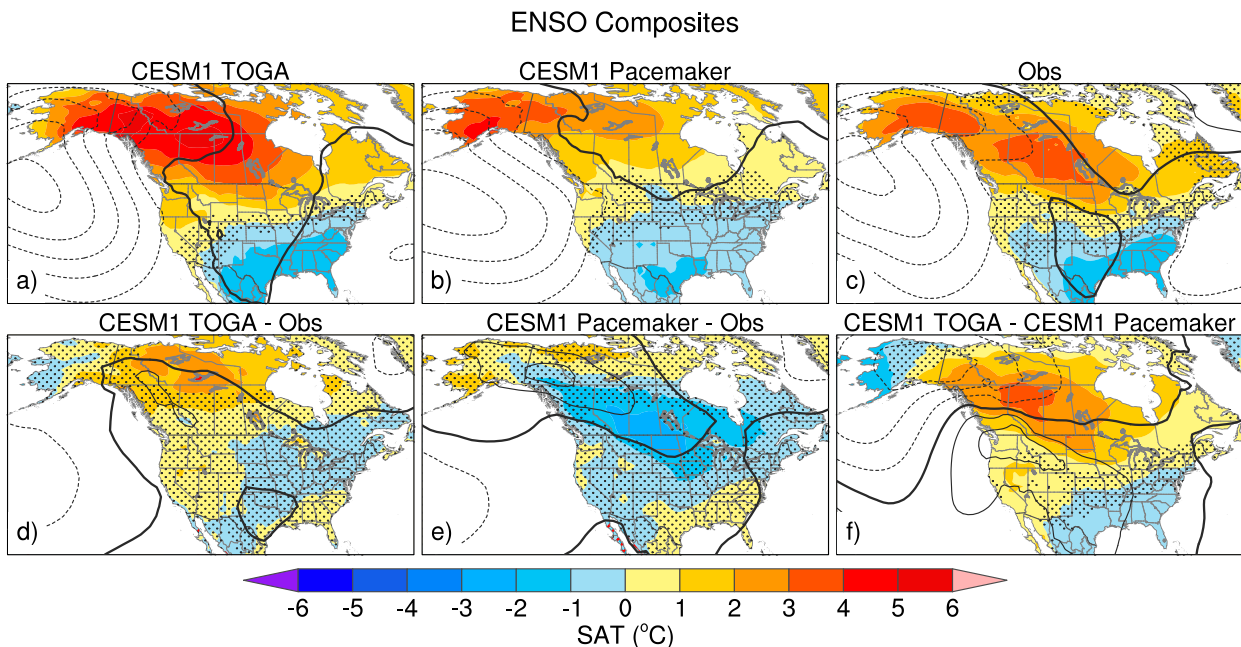 ENSO Composites
CESM1 TOGA
CESM1 Pacemaker
Obs
a)
b)
c)
CESM1 TOGA - Obs
CESM1 Pacemaker - Obs
CESM1 TOGA - CESM1 Pacemaker
d)
e)
f)
-6 -5 -4 -3 -2 -1 0 1 2 3 4 5 6
SAT (°C)